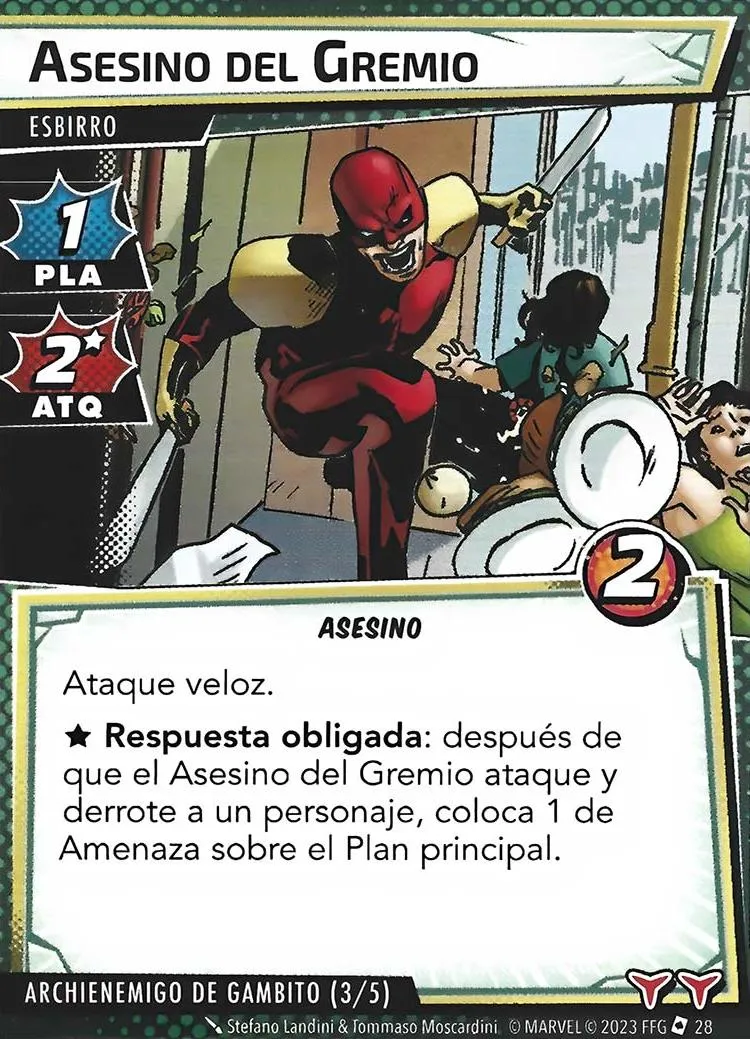 ASESINO DEL GREMIO
ESBIRRO
1
PLA
2★
ATQ
2
ASESINO
Ataque veloz.
★ Respuesta obligada: después de
que el Asesino del Gremio ataque y
derrote a un personaje, coloca 1 de
Amenaza sobre el Plan principal.
ARCHIENEMIGO DE GAMBITO (3/5)
Stefano Landini & Tommaso Moscardini © MARVEL © 2023 FFG 28